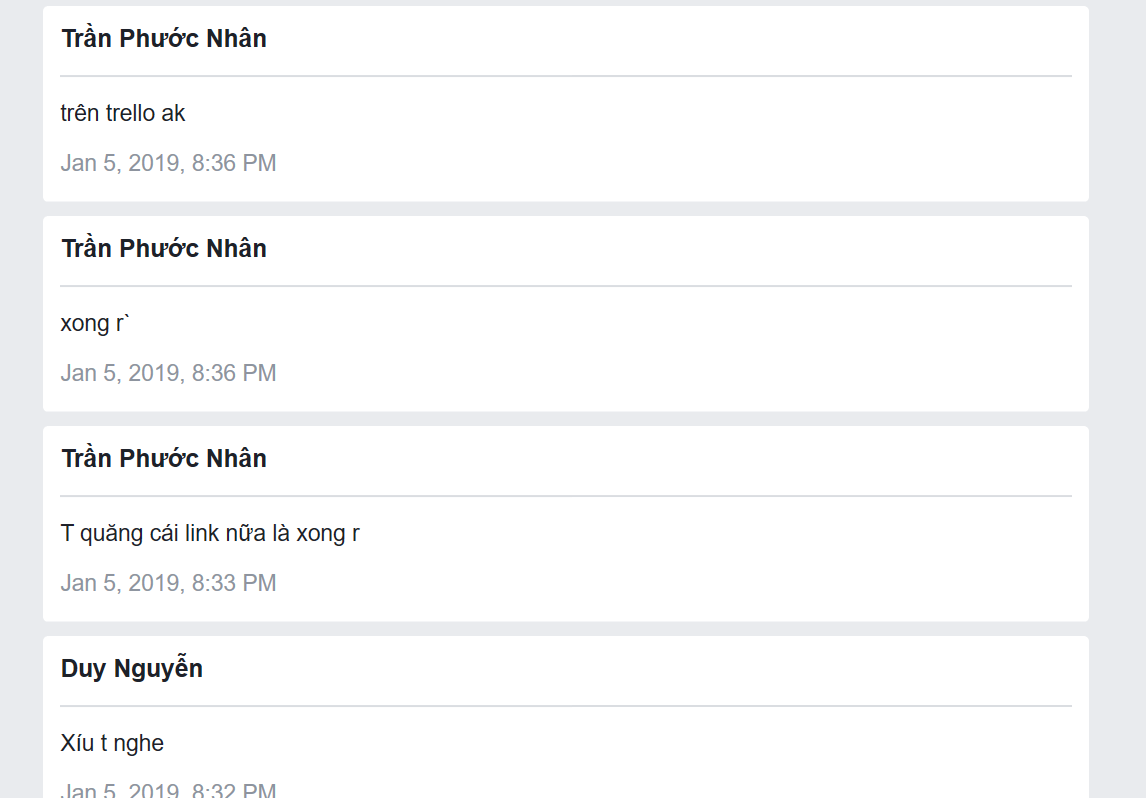 Trần Phước Nhân
trên trello ak
Jan 5, 2019, 8:36 PM
Trần Phước Nhân
xong r`
Jan 5, 2019, 8:36 PM
Trần Phước Nhân
T quăng cái link nữa là xong r
Jan 5, 2019, 8:33 PM
Duy Nguyễn
Xíu t nghe
Jan 5, 2019, 8:32 PM